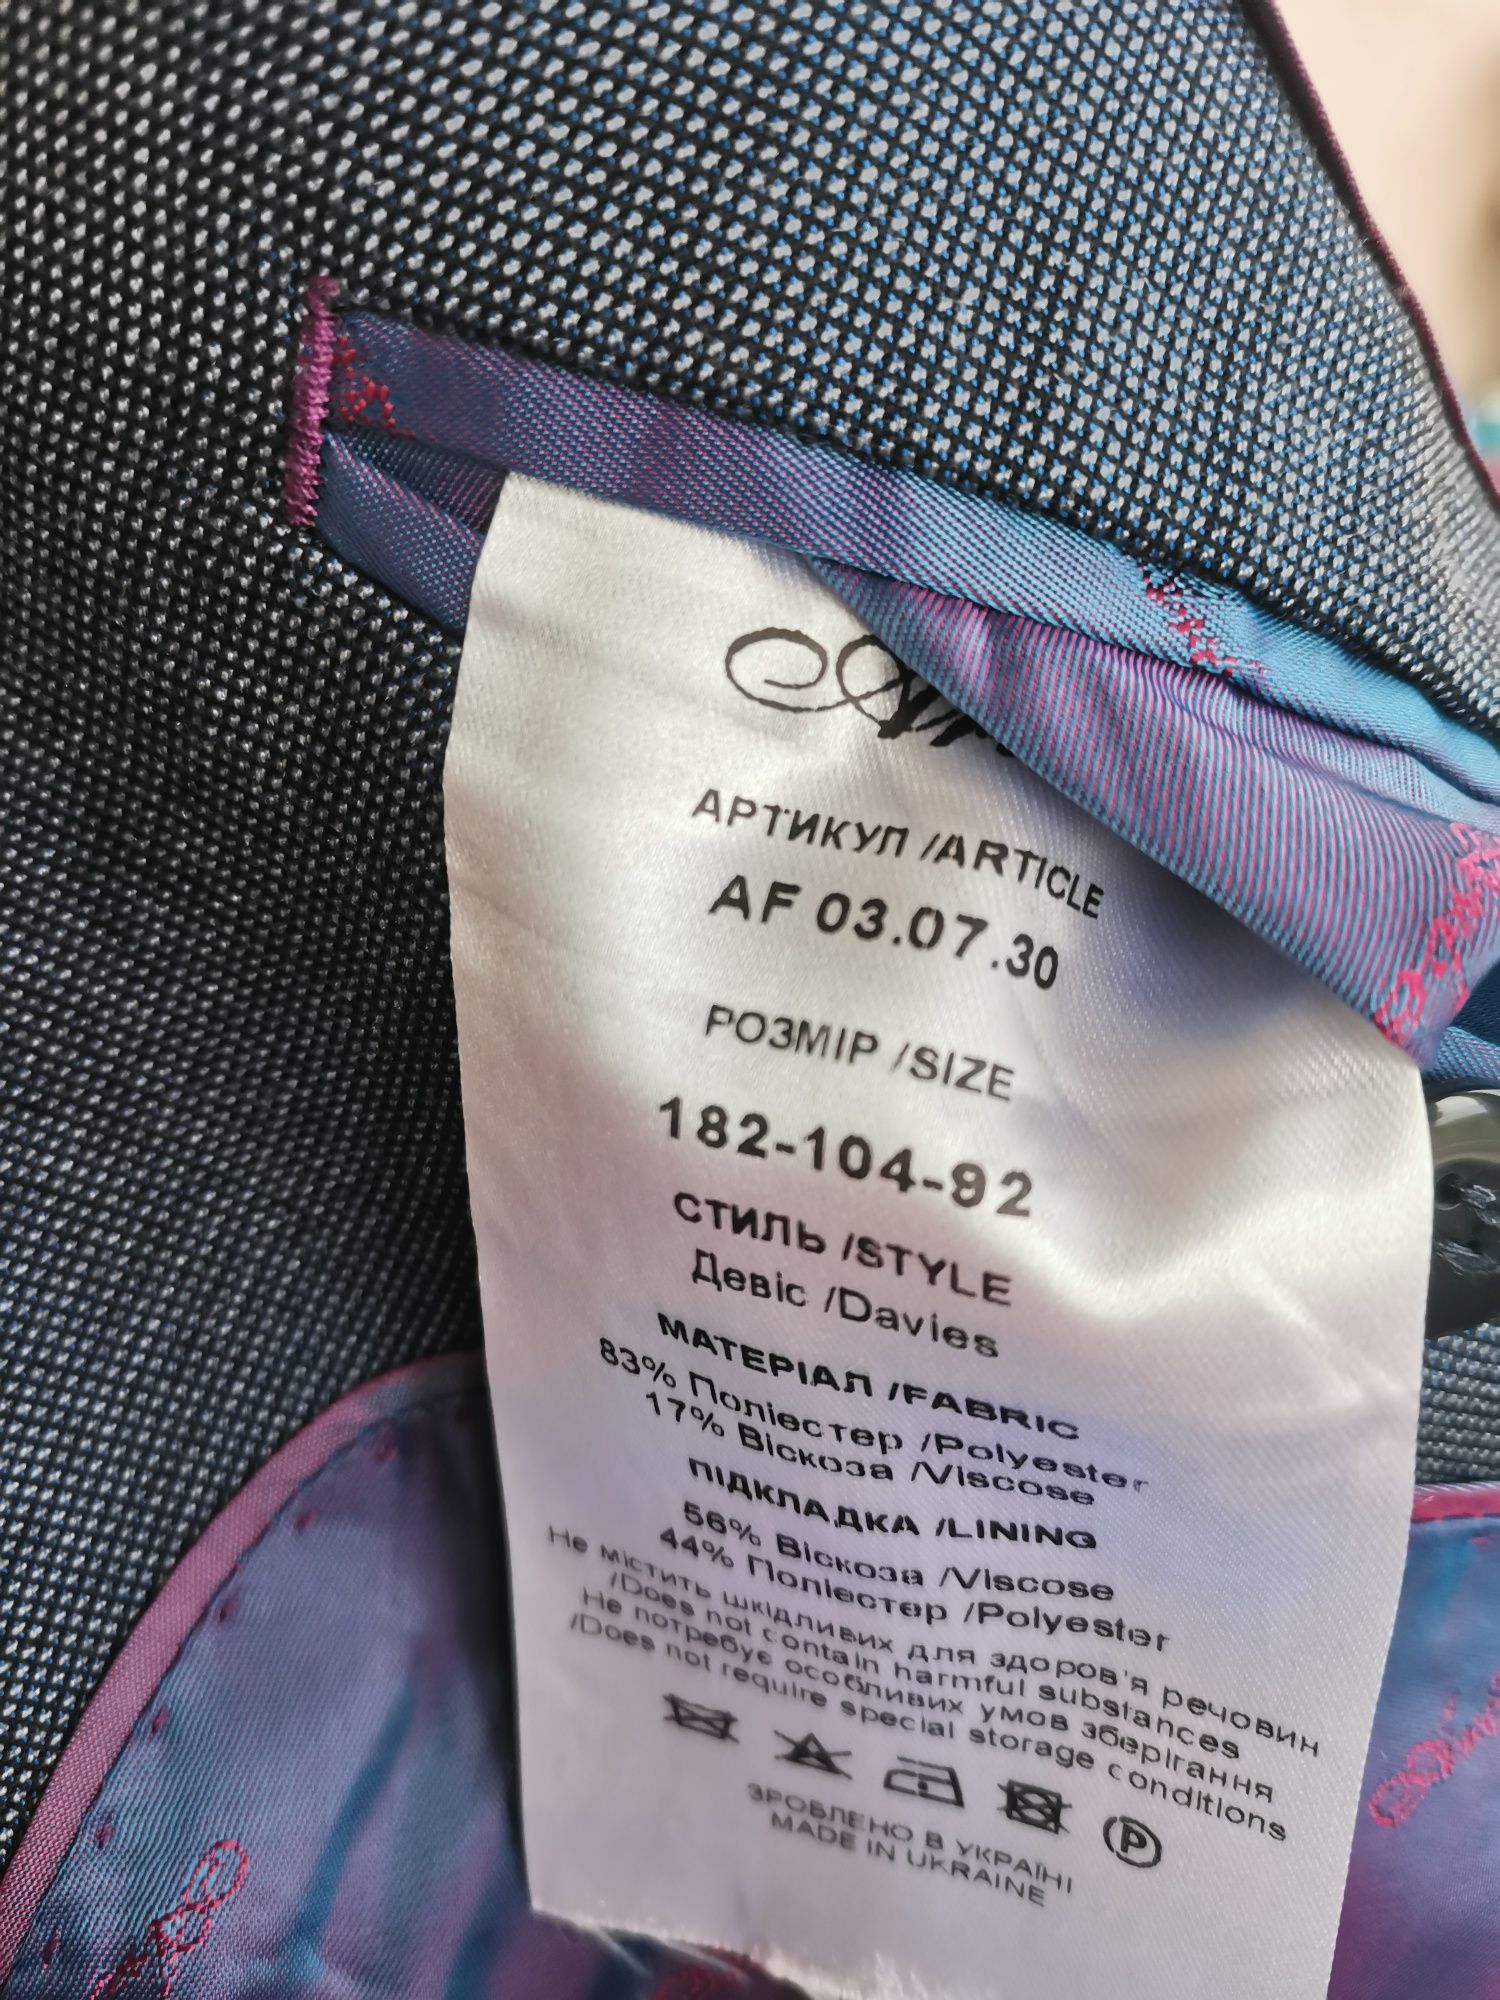 АРТИКУЛ /ARTICLE
AF 03.07.30
РОЗМІР /SIZE
182-104-92
СТИЛЬ /STYLE
Девіс /Davies
МАТЕРІАЛ /FABRIC
83% Поліестер /Polyester
17% Віскоза /Viscose
ПІДКЛАДКА /LINING
56% Віскоза /Viscose
44% Поліестер /Polyester
Не містить шкідливих для здоров'я речовин
/Does not contain harmful substances
Не потребує особливих умов зберігання
/Does not require special storage conditions
P
ЗРОБЛЕНО В УКРАЇНІ
MADE IN UKRAINE